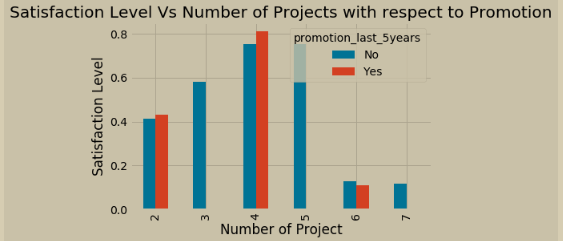 Satisfaction Level Vs Number of Projects with respect to Promotion
promotion_last_5years
No
Yes
Satisfaction Level
0.8
0.6
0.4
0.2
0.0
2 3 4 5 6 7
Number of Project